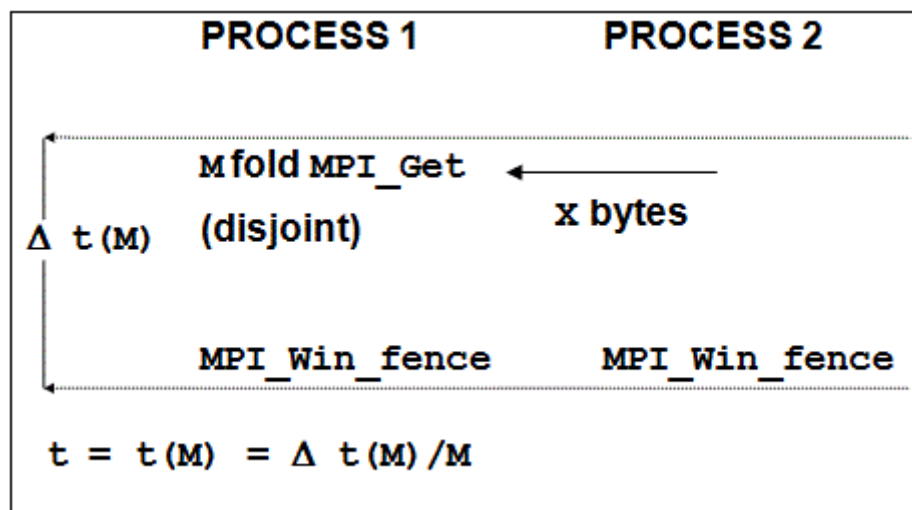 PROCESS 1 PROCESS 2
M fold MPI_Get
(disjoint)
x bytes
Δ t(M)
MPI_Win_fence MPI_Win_fence
t = t(M) = Δ t(M)/M